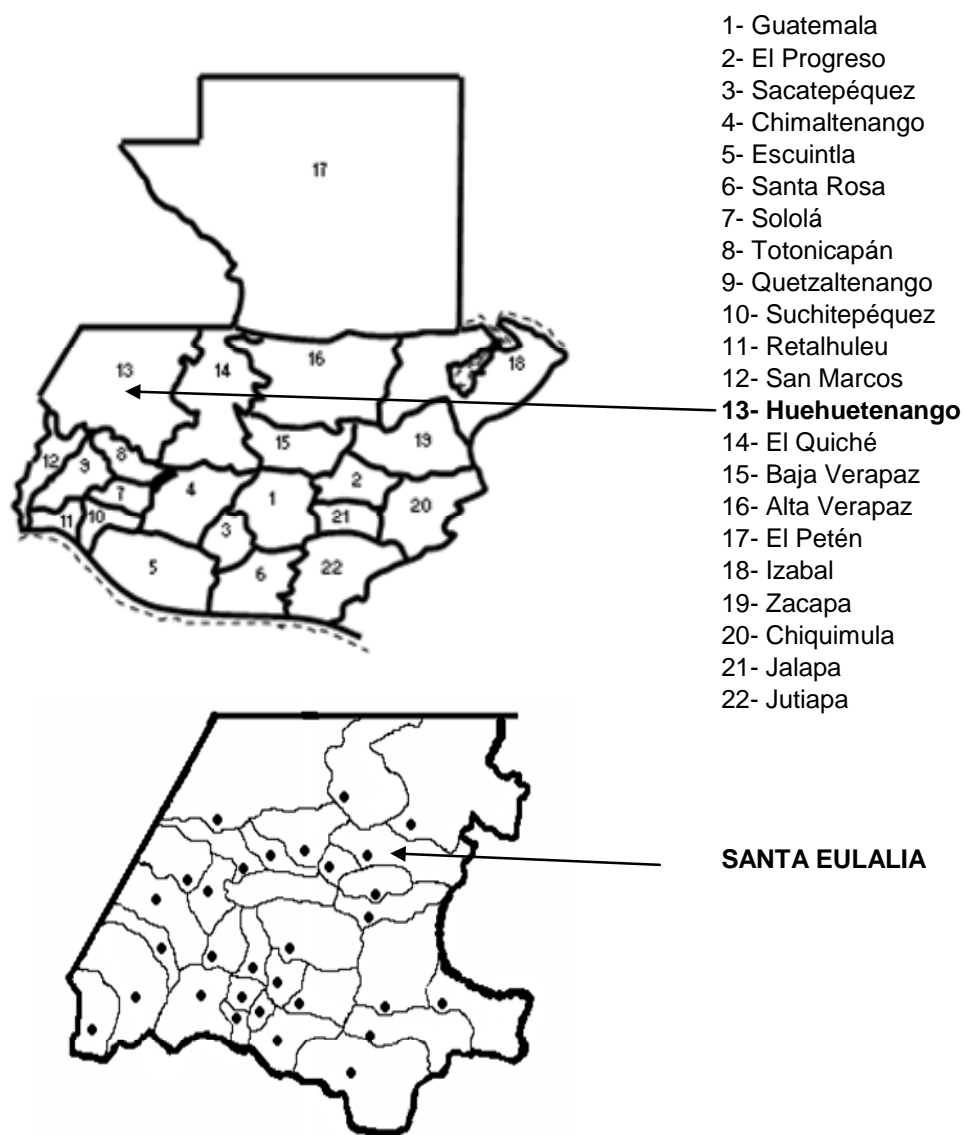 1- Guatemala
2- El Progreso
3- Sacatepéquez
4- Chimaltenango
5- Escuintla
6- Santa Rosa
7- Sololá
8- Totonicapán
9- Quetzaltenango
10- Suchitepéquez
11- Retalhuleu
12- San Marcos
13- Huehuetenango
14- El Quiché
15- Baja Verapaz
16- Alta Verapaz
17- El Petén
18- Izabal
19- Zacapa
20- Chiquimula
21- Jalapa
22- Jutiapa
17
16
18
13
14
15
19
12
9
8
7
4
1
2
20
11
10
3
21
5
6
22
SANTA EULALIA